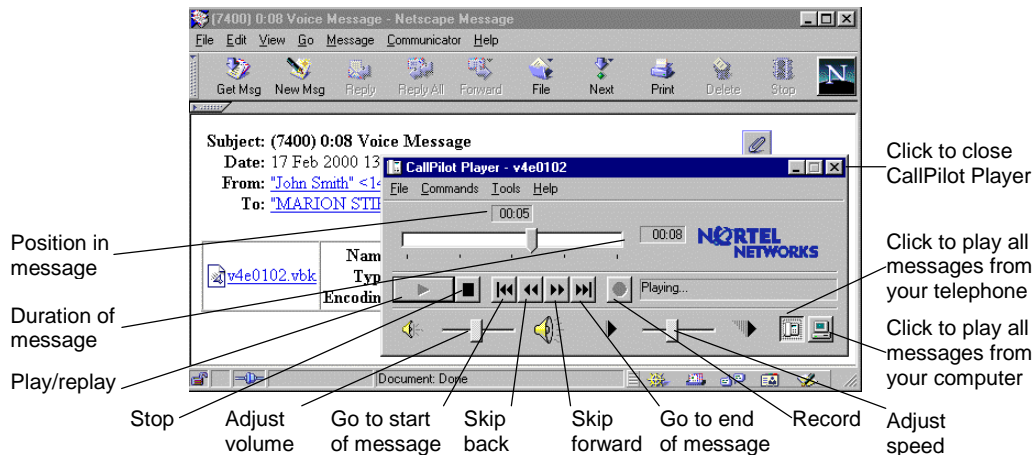 (7400) 0:08 Voice Message - Netscape Message
File Edit View Go Message Communicator Help
Get Msg New Msg Reply Reply All Forward File Next Print Delete Stop N
Subject: (7400) 0:08 Voice Message
Date: 17 Feb 2000 13
From: "John Smith" <14
To: "MARION
v4e0102.vbk
Nam
Typ
Encodin
CallPilot Player - v4e0102
File Commands Tools Help
00:05
00:08
NORTEL
NETWORKS
Playing...
Document: Done
Click to close
CallPilot Player
Click to play all
messages from
your telephone
Click to play all
messages from
your computer
Position in
message
Duration of
message
Play/replay
Stop
Adjust
volume
Go to start
of message
Skip
back
Skip
forward
Go to end
of message
Record
Adjust
speed